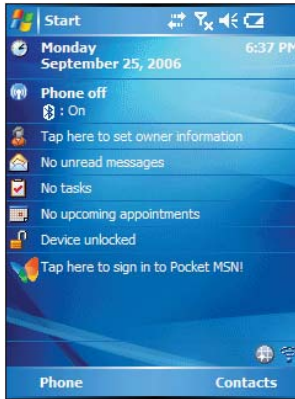 Start
Monday 6:37 PM
September 25, 2006
Phone off
: On
Tap here to set owner information
No unread messages
No tasks
No upcoming appointments
Device unlocked
Tap here to sign in to Pocket MSN!
Phone Contacts